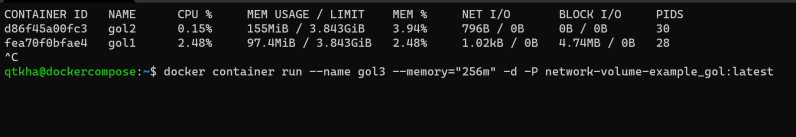 CONTAINER ID   NAME      CPU %     MEM USAGE / LIMIT     MEM %     NET I/O       BLOCK I/O     PIDS
d86f45a00fc3   gol2      0.15%     155MiB / 3.843GiB     3.94%     796B / 0B     0B / 0B       30
fea70f0bfae4   gol1      2.48%     97.4MiB / 3.843GiB    2.48%     1.02kB / 0B   4.74MB / 0B   28
^C
qtkha@dockercompose:~$ docker container run --name gol3 --memory="256m" -d -P network-volume-example_gol:latest